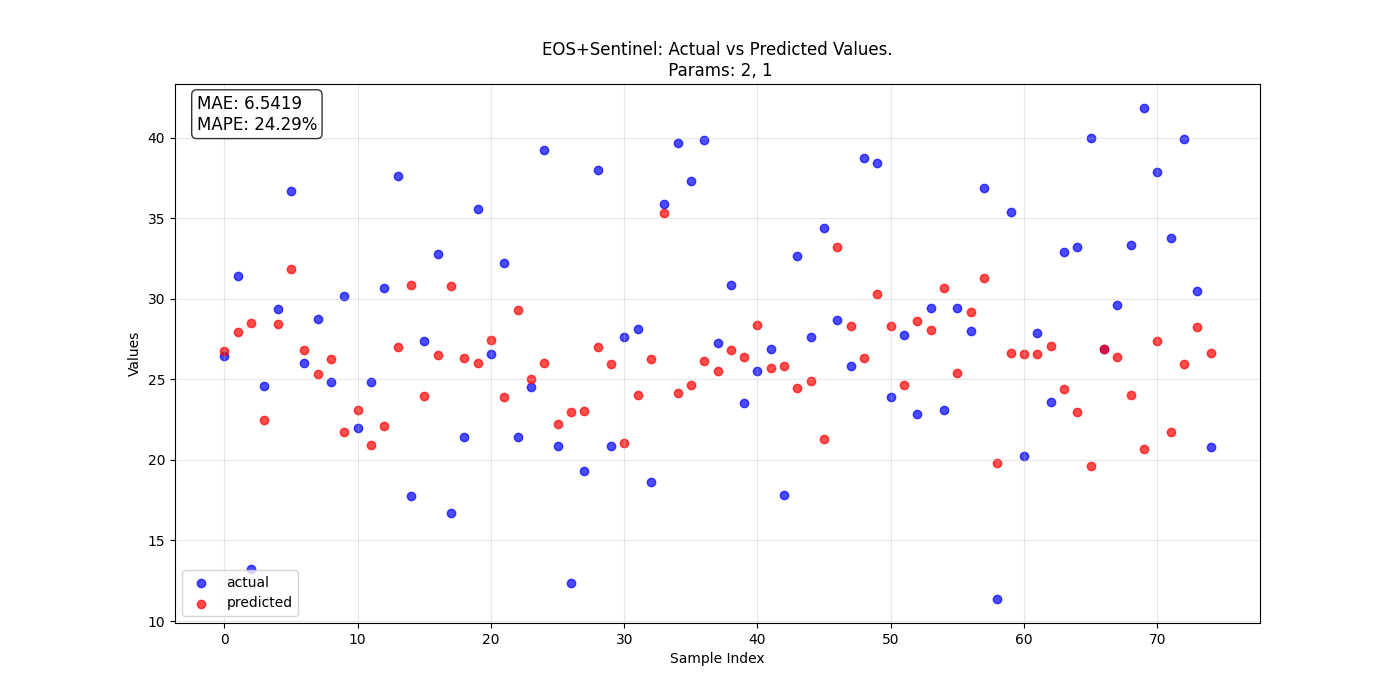 EOS+Sentinel: Actual vs Predicted Values.
Params: 2, 1
MAE: 6.5419
MAPE: 24.29%
40
35
30
25
20
15
10
Values
actual
predicted
0 10 20 30 40 50 60 70
Sample Index